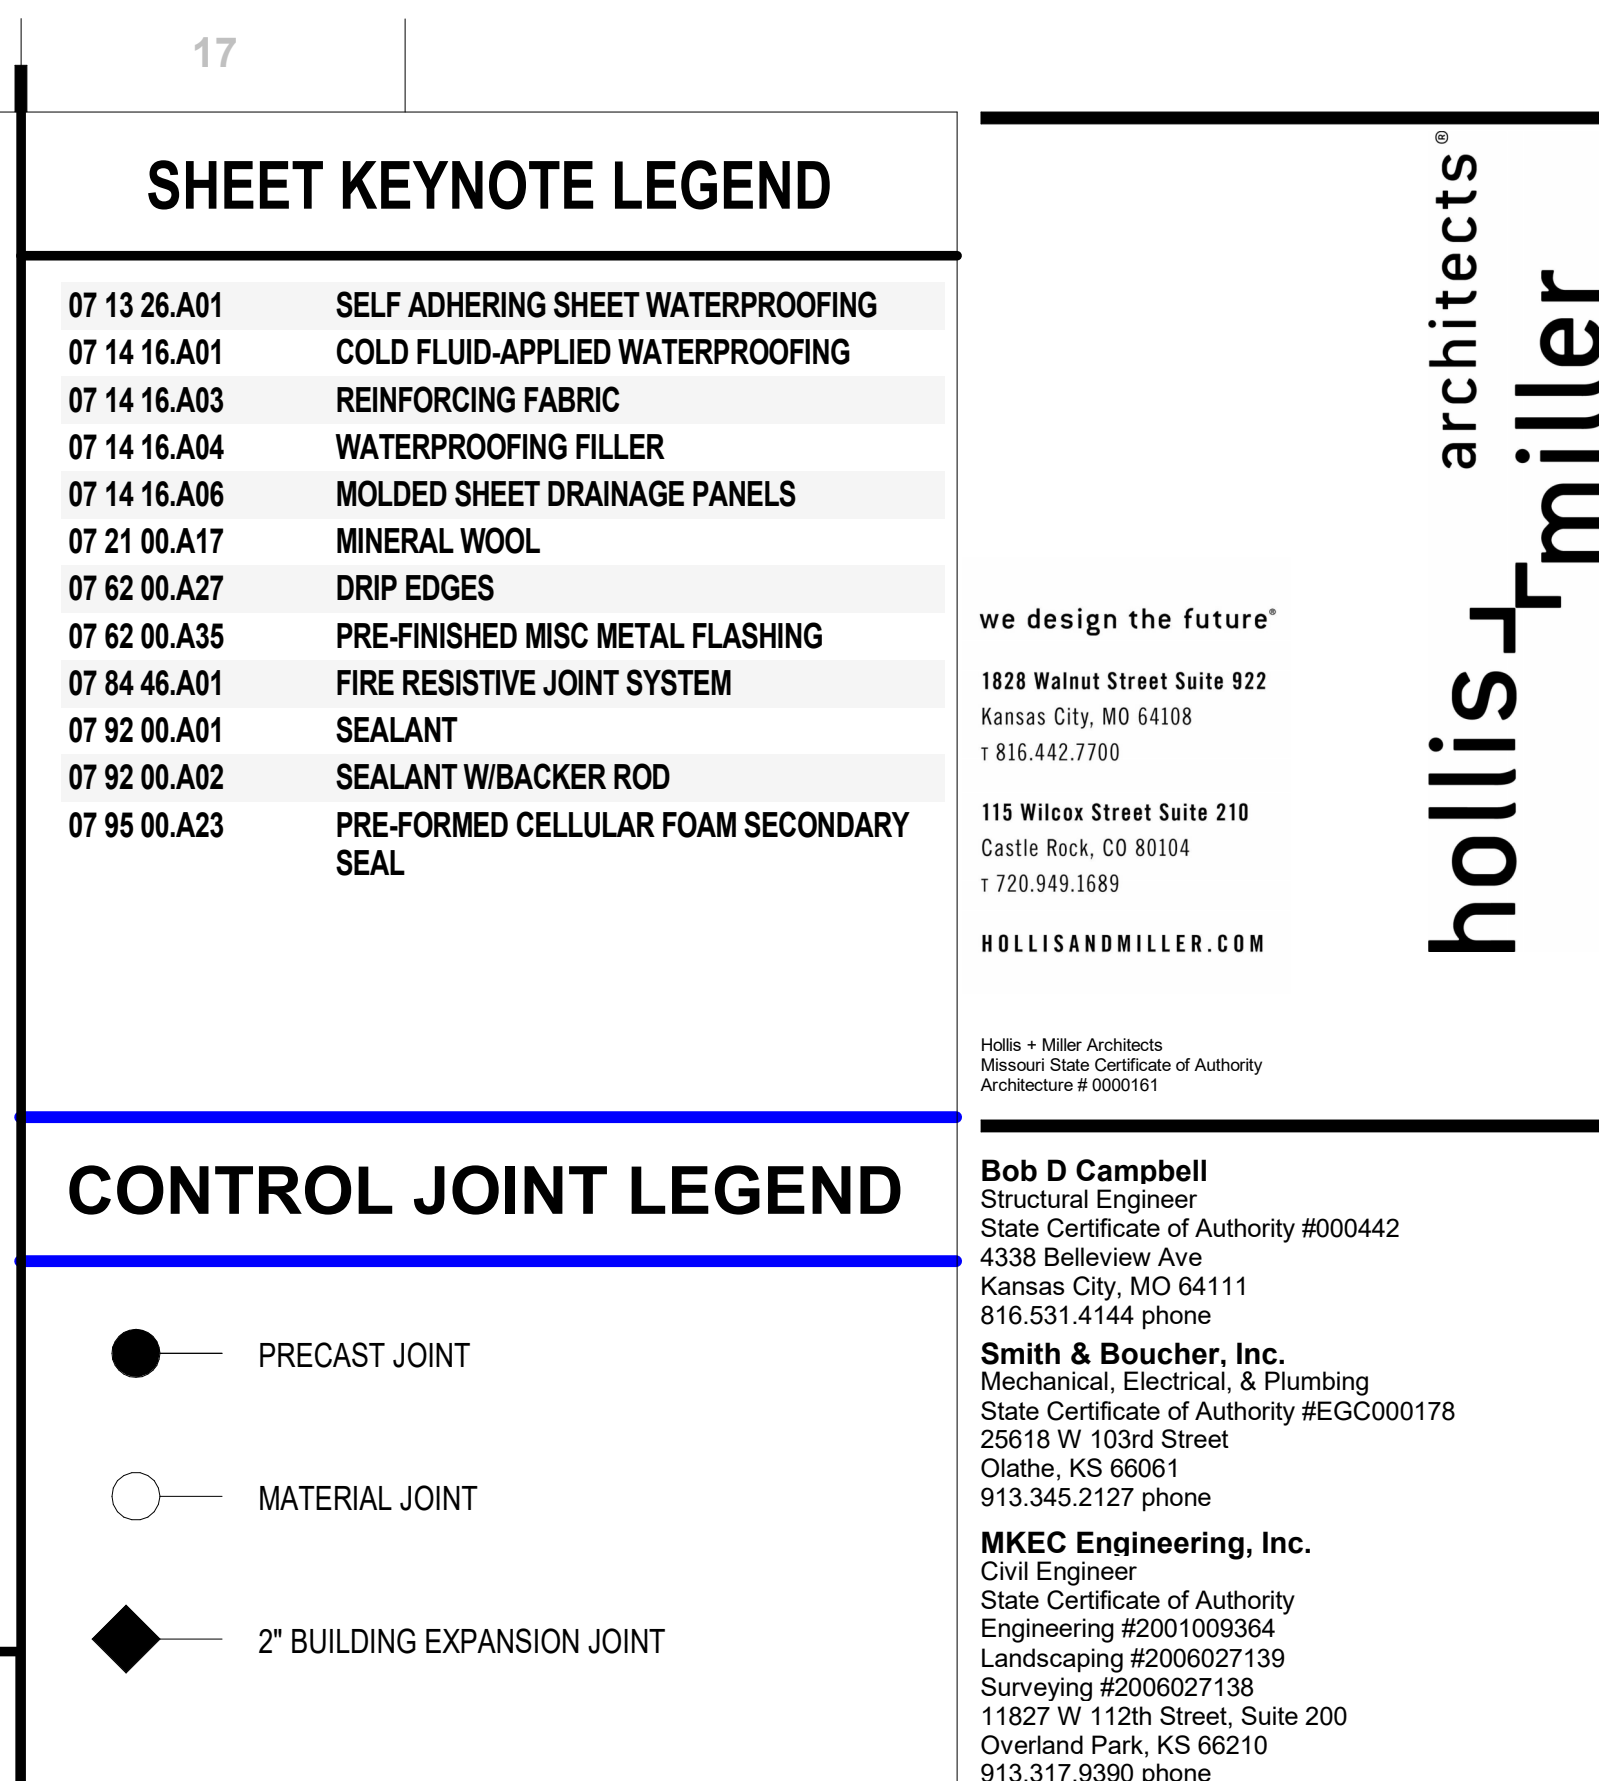 17
SHEET KEYNOTE LEGEND
07 13 26.A01 SELF ADHERING SHEET WATERPROOFING
07 14 16.A01 COLD FLUID-APPLIED WATERPROOFING
07 14 16.A03 REINFORCING FABRIC
07 14 16.A04 WATERPROOFING FILLER
07 14 16.A06 MOLDED SHEET DRAINAGE PANELS
07 21 00.A17 MINERAL WOOL
07 62 00.A27 DRIP EDGES
07 62 00.A35 PRE-FINISHED MISC METAL FLASHING
07 84 46.A01 FIRE RESISTIVE JOINT SYSTEM
07 92 00.A01 SEALANT
07 92 00.A02 SEALANT W/BACKER ROD
07 95 00.A23 PRE-FORMED CELLULAR FOAM SECONDARY
SEAL
CONTROL JOINT LEGEND
PRECAST JOINT
MATERIAL JOINT
2" BUILDING EXPANSION JOINT
hollis
miller
architects®
we design the future®
1828 Walnut Street Suite 922
Kansas City, MO 64108
T 816.442.7700
115 Wilcox Street Suite 210
Castle Rock, CO 80104
T 720.949.1689
HOLLISANDMILLER.COM
Hollis + Miller Architects
Missouri State Certificate of Authority
Architecture # 0000161
Bob D Campbell
Structural Engineer
State Certificate of Authority #000442
4338 Belleview Ave
Kansas City, MO 64111
816.531.4144 phone
Smith & Boucher, Inc.
Mechanical, Electrical, & Plumbing
State Certificate of Authority #EGC000178
25618 W 103rd Street
Olathe, KS 66061
913.345.2127 phone
MKEC Engineering, Inc.
Civil Engineer
State Certificate of Authority
Engineering #2001009364
Landscaping #2006027139
Surveying #2006027138
11827 W 112th Street, Suite 200
Overland Park, KS 66210
913.317.9390 phone